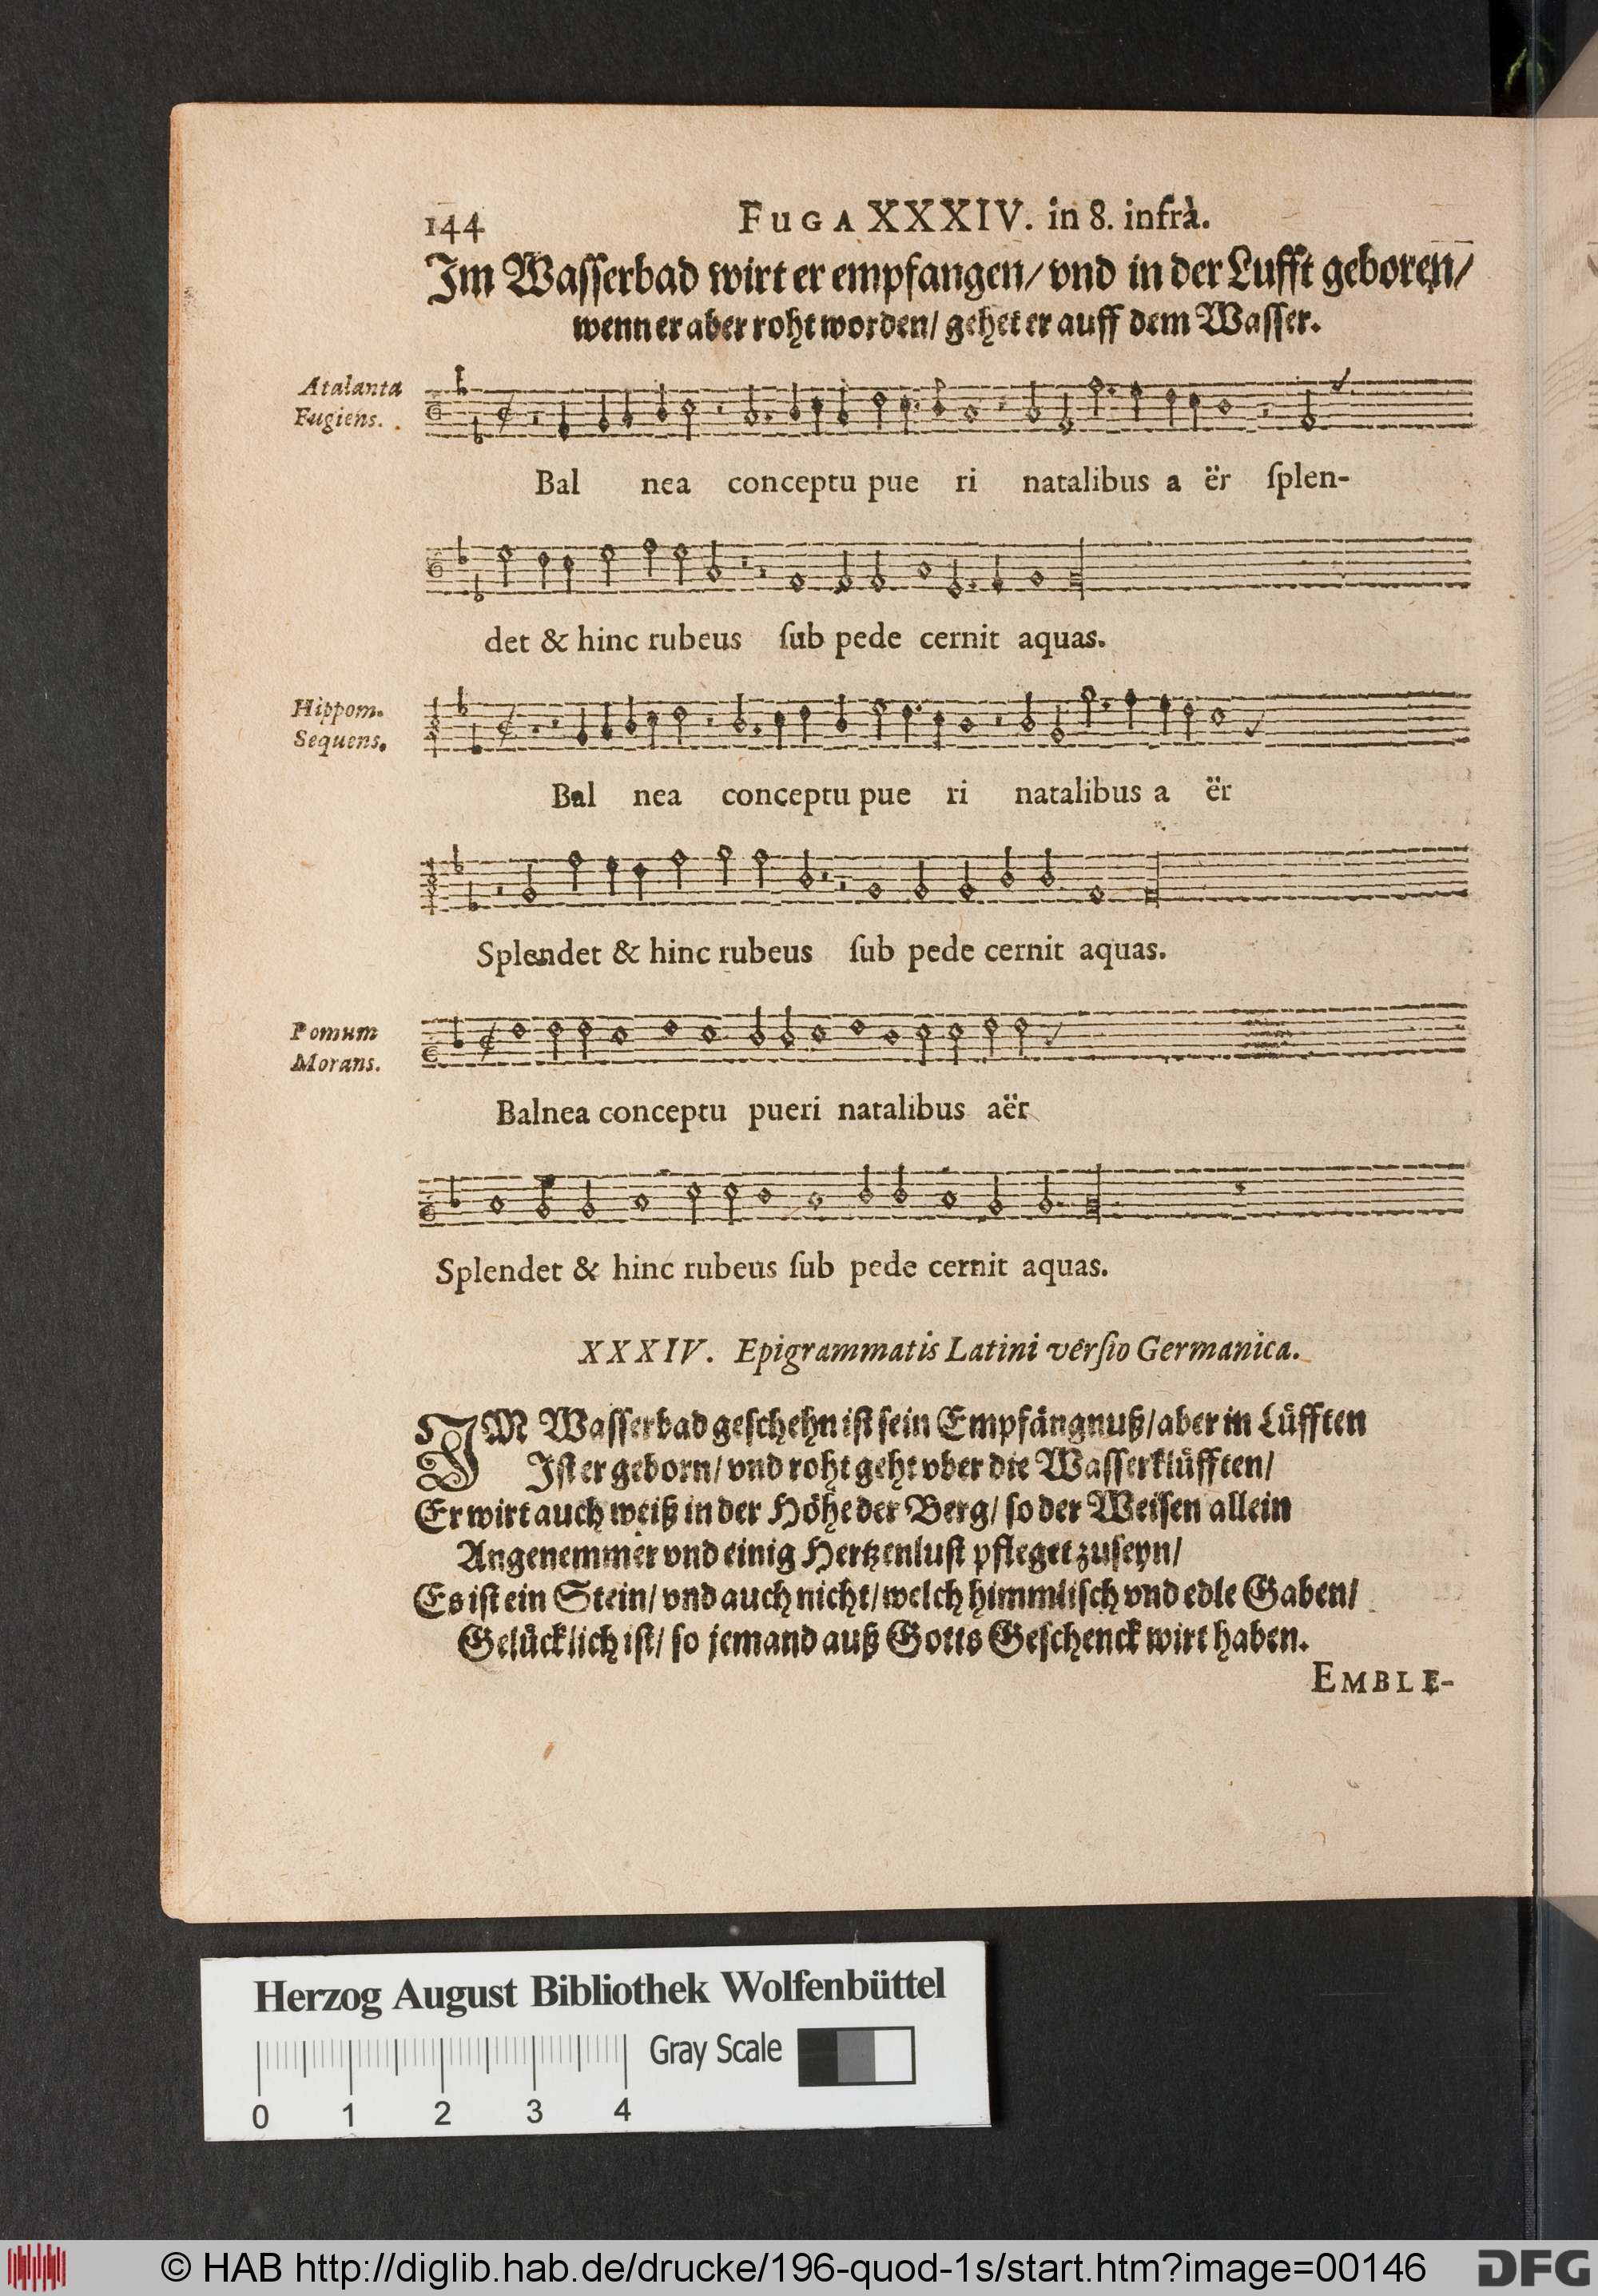 144 FUGA XXXIV. in 8. infrà.
Im Wasserbad wirt er empfangen/ vnd in der Lufft geboren/
wenn er aber roht worden/ gehet er auff dem Wasser.
Atalanta
Fugiens.
Bal nea conceptu pue ri natalibus a ër ſplen-
det & hinc rubeus ſub pede cernit aquas.
Hippom.
Sequens.
Bal nea conceptu pue ri natalibus a ër
Splendet & hinc rubeus ſub pede cernit aquas.
Pomum
Morans.
Balnea conceptu pueri natalibus aër
Splendet & hinc rubeus ſub pede cernit aquas.
XXXIV. Epigrammatis Latini verſio Germanica.
IM Waſſerbad geſchehn iſt ſein Empfängnuß/ aber in Lüfften
Iſt er geborn/ vnd roht geht vber die Waſſerklüfften/
Er wirt auch weiß in der Höhe der Berg/ ſo der Weiſen allein
Angenemmer vnd einig Hertzenluſt pfleget zu ſeyn/
Es iſt ein Stein/ vnd auch nicht/ welch himmliſch vnd edle Gaben/
Gelücklich iſt/ ſo jemand auß Gotts Geſchenck wirt haben.
EMBLE-
Herzog August Bibliothek Wolfenbüttel
Gray Scale
0 1 2 3 4
© HAB http://diglib.hab.de/drucke/196-quod-1s/start.htm?image=00146 DFG